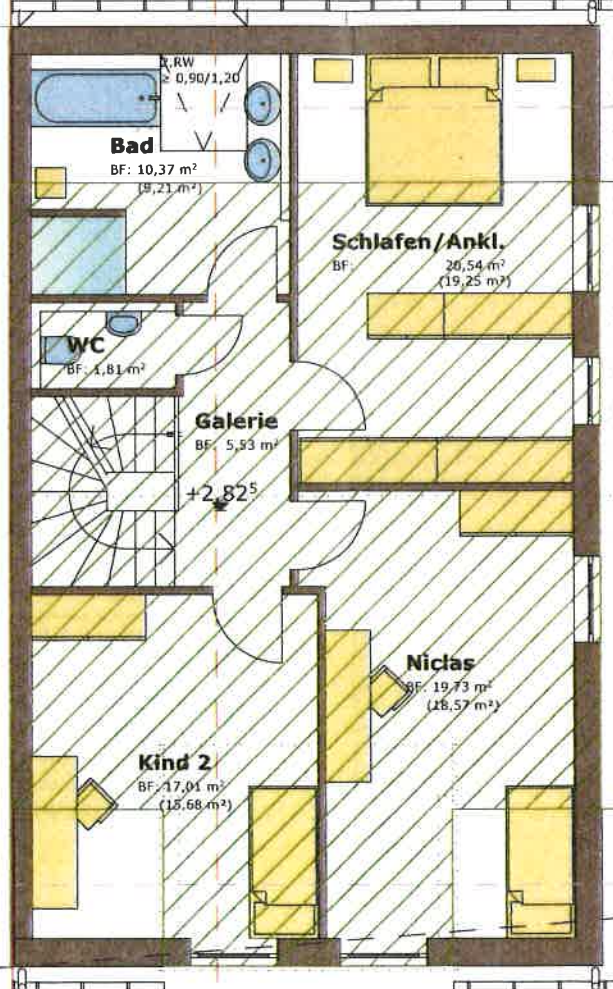 2.RW
≥ 0,90/1,20
Bad
BF: 10,37 m²
(9,21 m²)
Schlafen/Ankl.
BF: 20,54 m²
(19,25 m²)
WC
BF: 1,81 m²
Galerie
BF: 5,53 m²
+2,82⁵
Niclas
BF: 19,73 m²
(18,57 m²)
Kind 2
BF: 17,01 m²
(15,68 m²)